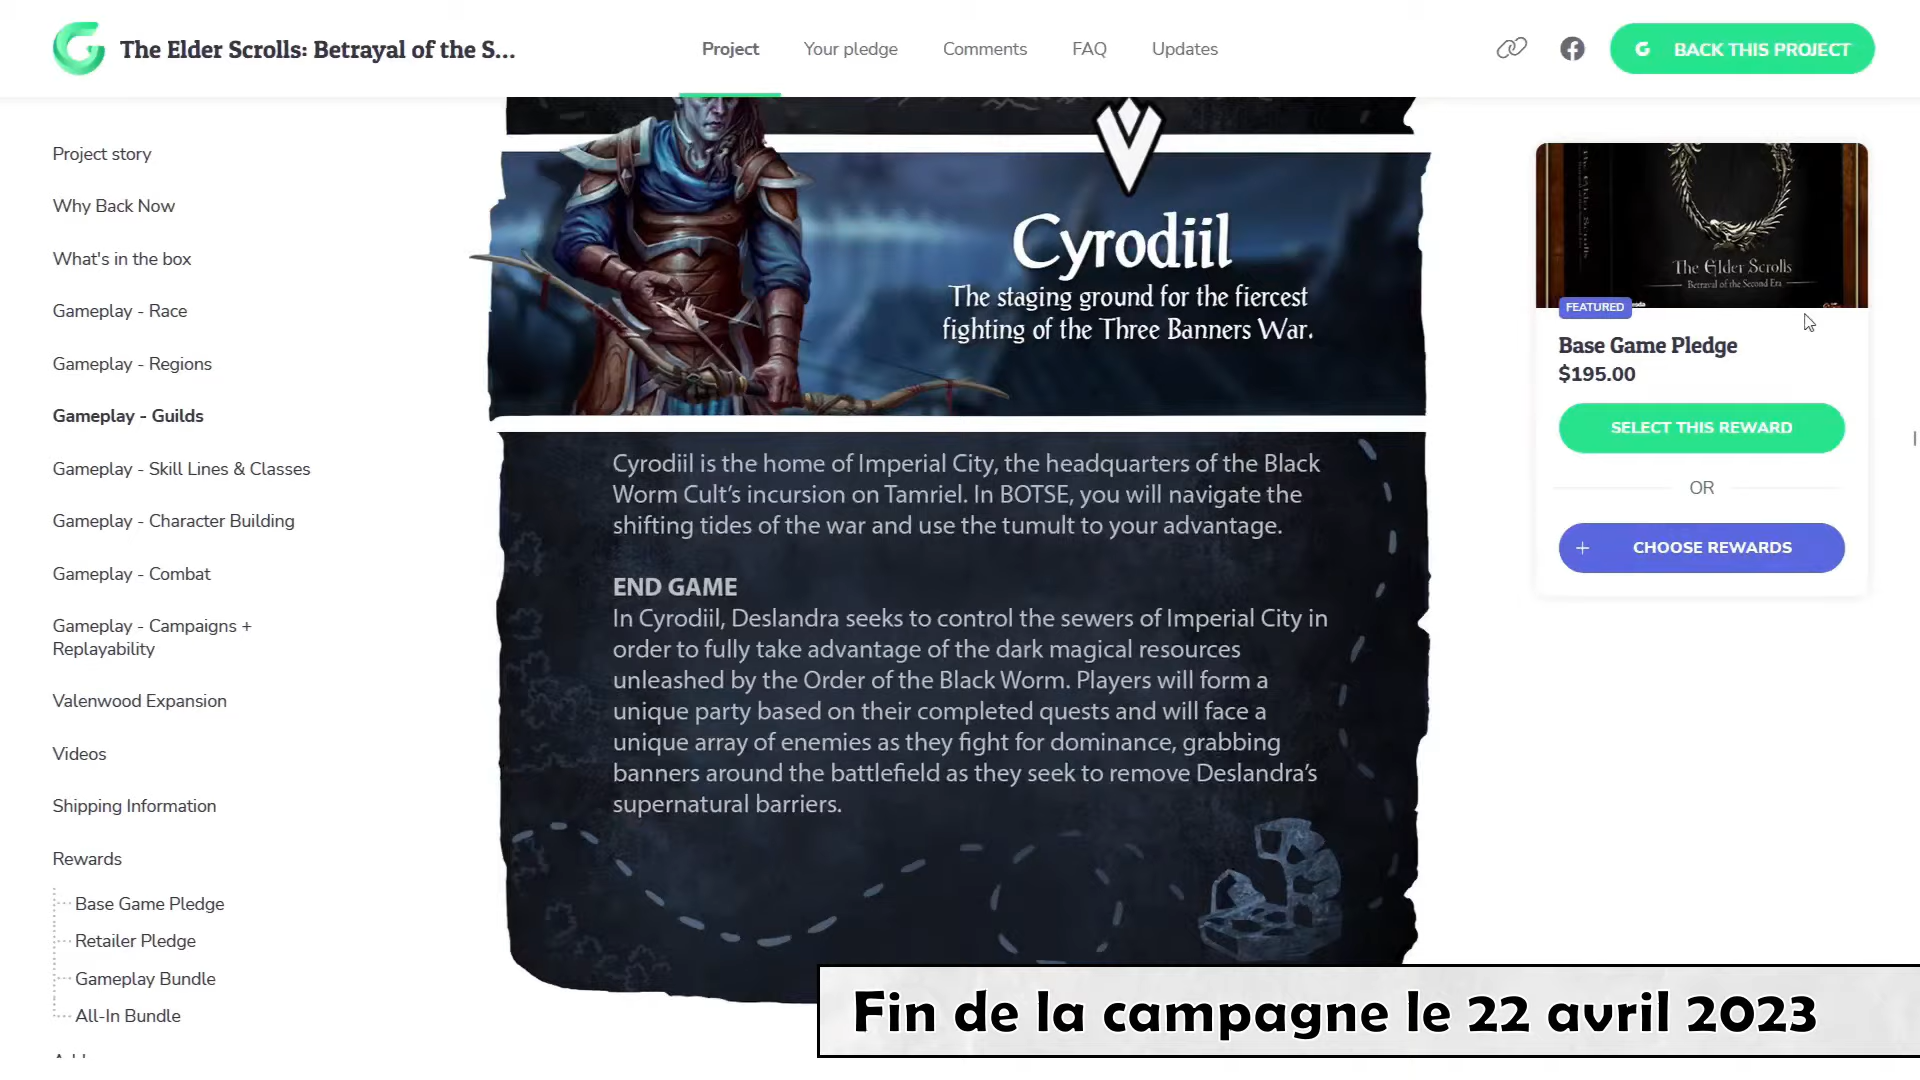 The Elder Scrolls: Betrayal of the S...
Project
Your pledge
Comments
FAQ
Updates
BACK THIS PROJECT
Project story
Why Back Now
What's in the box
Gameplay - Race
Gameplay - Regions
Gameplay - Guilds
Gameplay - Skill Lines & Classes
Gameplay - Character Building
Gameplay - Combat
Gameplay - Campaigns +
Replayability
Valenwood Expansion
Videos
Shipping Information
Rewards
Base Game Pledge
Retailer Pledge
Gameplay Bundle
All-In Bundle
Cyrodiil
The staging ground for the fiercest
fighting of the Three Banners War.
Cyrodiil is the home of Imperial City, the headquarters of the Black
Worm Cult’s incursion on Tamriel. In BOTSE, you will navigate the
shifting tides of the war and use the tumult to your advantage.
END GAME
In Cyrodiil, Deslandra seeks to control the sewers of Imperial City in
order to fully take advantage of the dark magical resources
unleashed by the Order of the Black Worm. Players will form a
unique party based on their completed quests and will face a
unique array of enemies as they fight for dominance, grabbing
banners around the battlefield as they seek to remove Deslandra’s
supernatural barriers.
The Elder Scrolls
Betrayal of the Second Era
FEATURED
Base Game Pledge
$195.00
SELECT THIS REWARD
OR
+ CHOOSE REWARDS
Fin de la campagne le 22 avril 2023